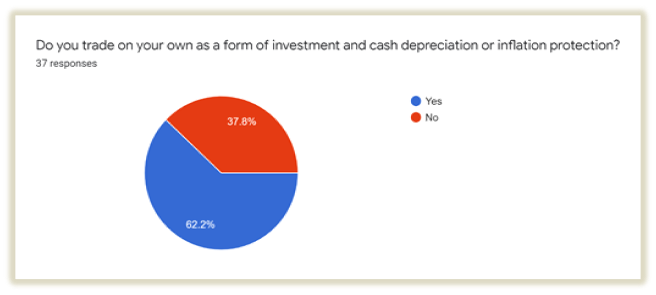 Do you trade on your own as a form of investment and cash depreciation or inflation protection?
37 responses
Yes
No
37.8%
62.2%